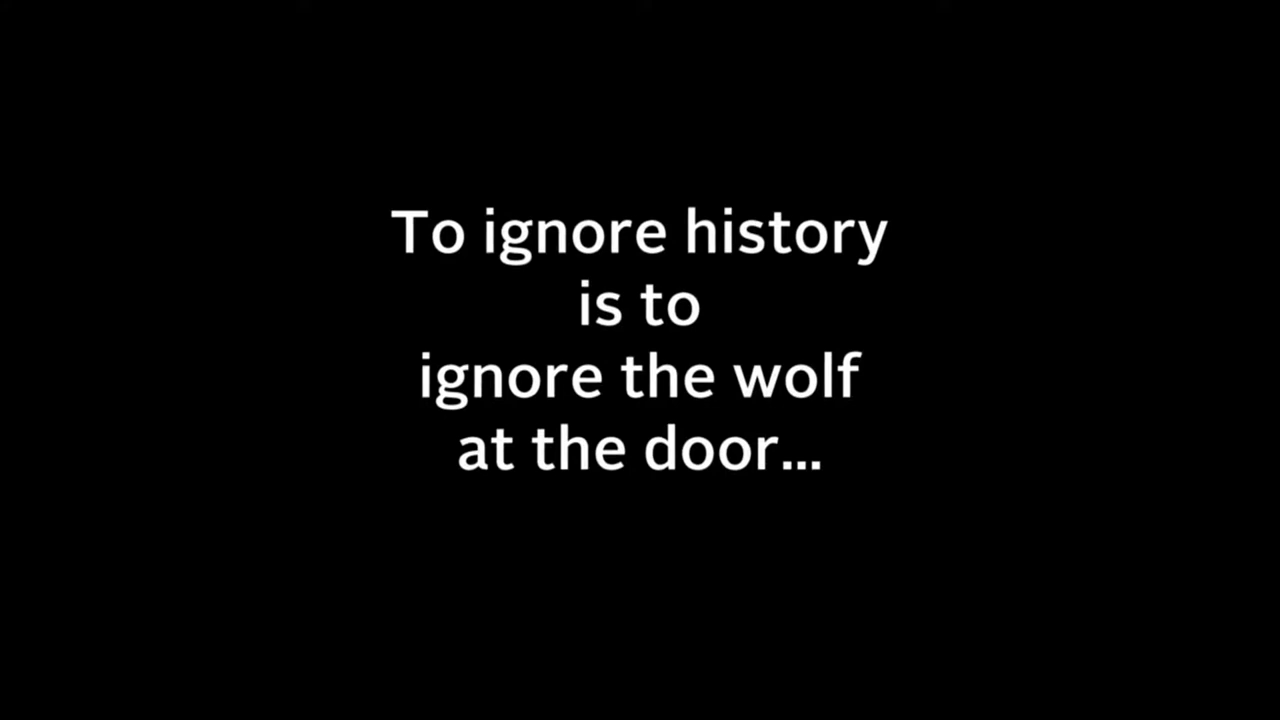 To ignore history
is to
ignore the wolf
at the door...